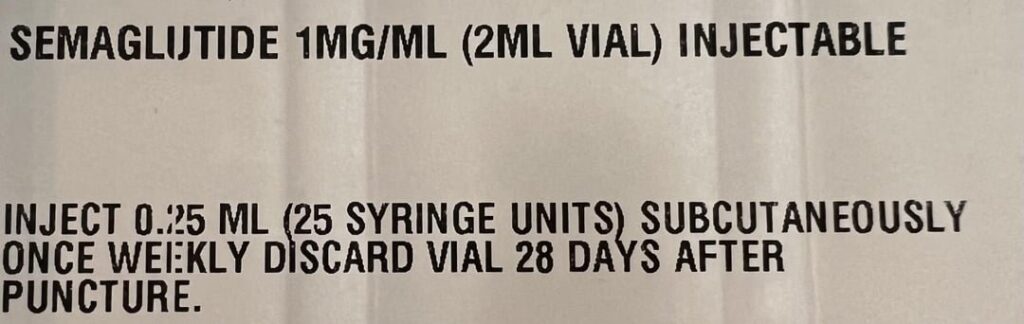 SEMAGLUTIDE 1MG/ML (2ML VIAL) INJECTABLE
INJECT 0.25 ML (25 SYRINGE UNITS) SUBCUTANEOUSLY
ONCE WEEKLY DISCARD VIAL 28 DAYS AFTER
PUNCTURE.